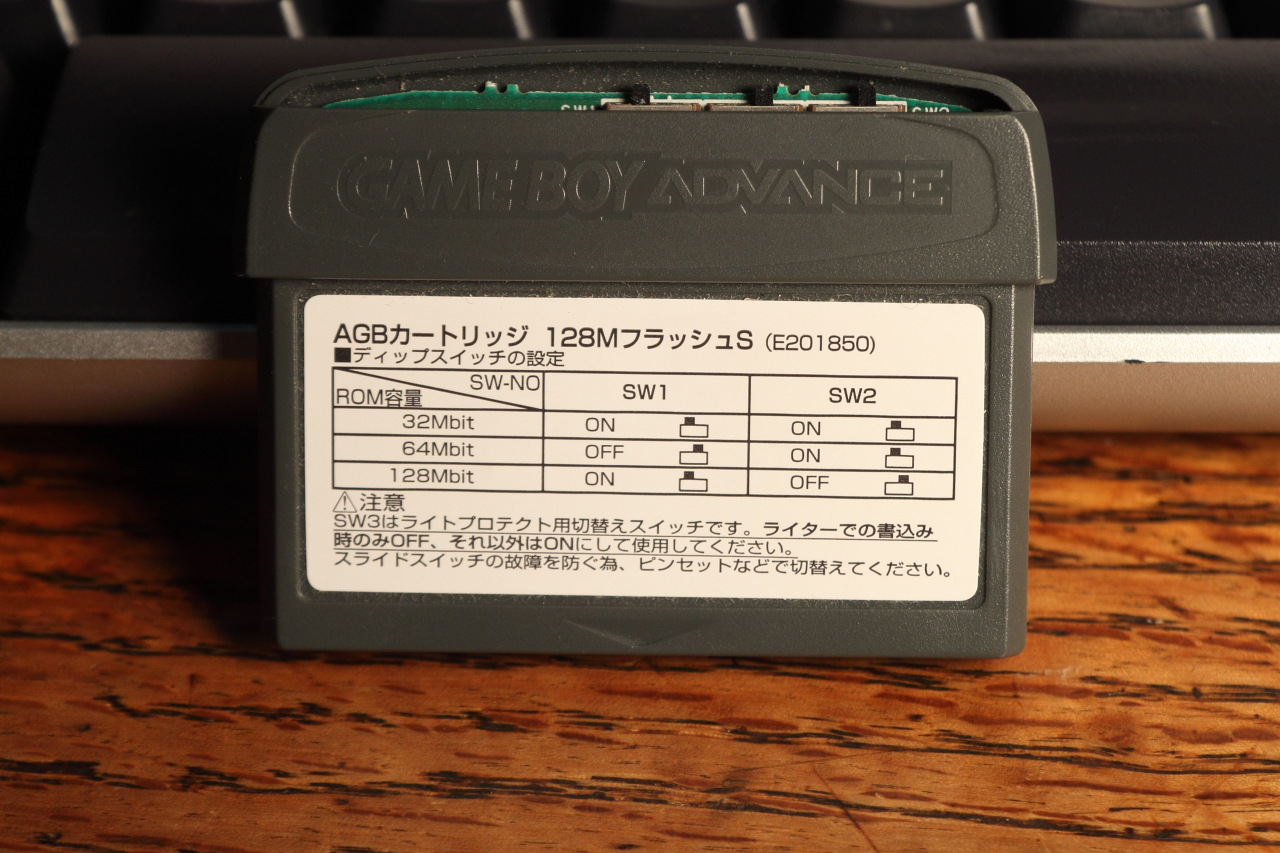 GAME BOY ADVANCE
AGBカートリッジ 128MフラッシュS (E201850)
■ディップスイッチの設定
SW-NO
ROM容量
SW1
SW2
32Mbit ON ON
64Mbit OFF ON
128Mbit ON OFF
⚠注意
SW3はライトプロテクト用切替えスイッチです。ライターでの書込み
時のみOFF、それ以外はONにして使用してください。
スライドスイッチの故障を防ぐ為、ピンセットなどで切替えてください。